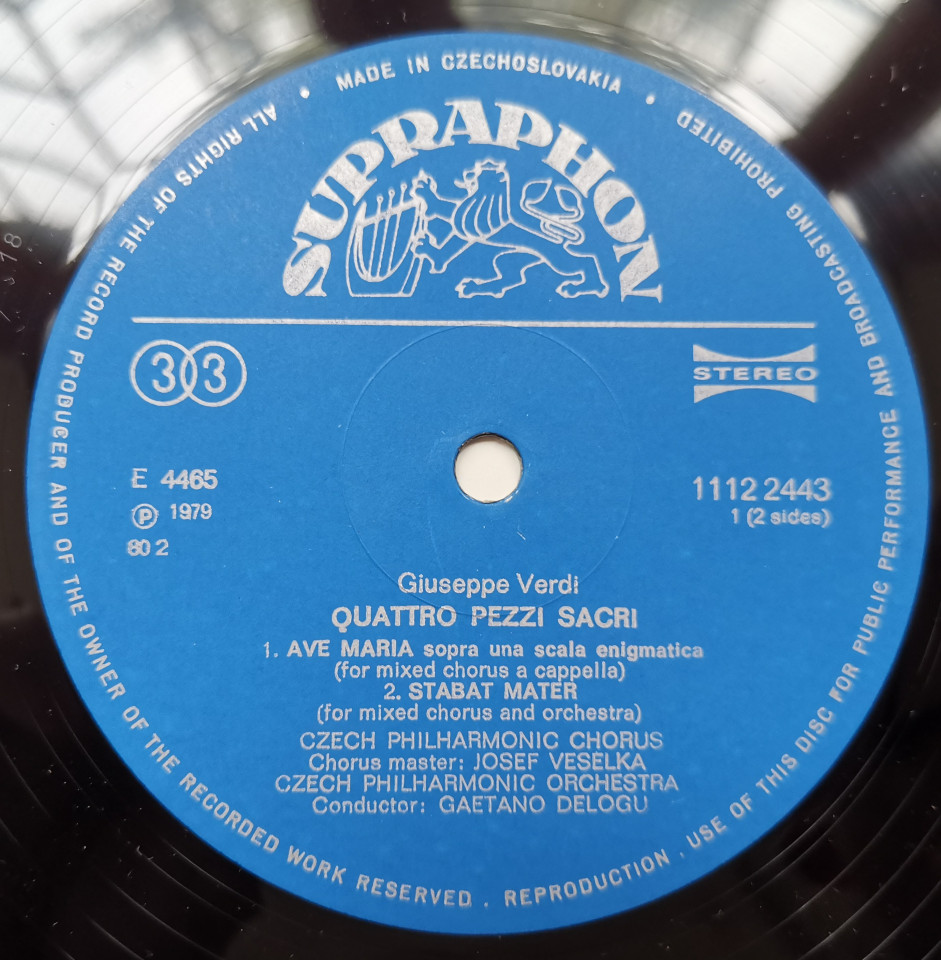 ALL RIGHTS OF THE RECORD PRODUCER AND OF THE OWNER OF THE RECORDED WORK RESERVED . REPRODUCTION . USE OF THIS DISC FOR PUBLIC PERFORMANCE AND BROADCASTING PROHIBITED
• MADE IN CZECHOSLOVAKIA •
SUPRAPHON
33
STEREO
E 4465
1112 2443
Ⓟ 1979
1 (2 sides)
80 2
Giuseppe Verdi
QUATTRO PEZZI SACRI
1. AVE MARIA sopra una scala enigmatica
(for mixed chorus a cappella)
2. STABAT MATER
(for mixed chorus and orchestra)
CZECH PHILHARMONIC CHORUS
Chorus master: JOSEF VESELKA
CZECH PHILHARMONIC ORCHESTRA
Conductor: GAETANO DELOGU